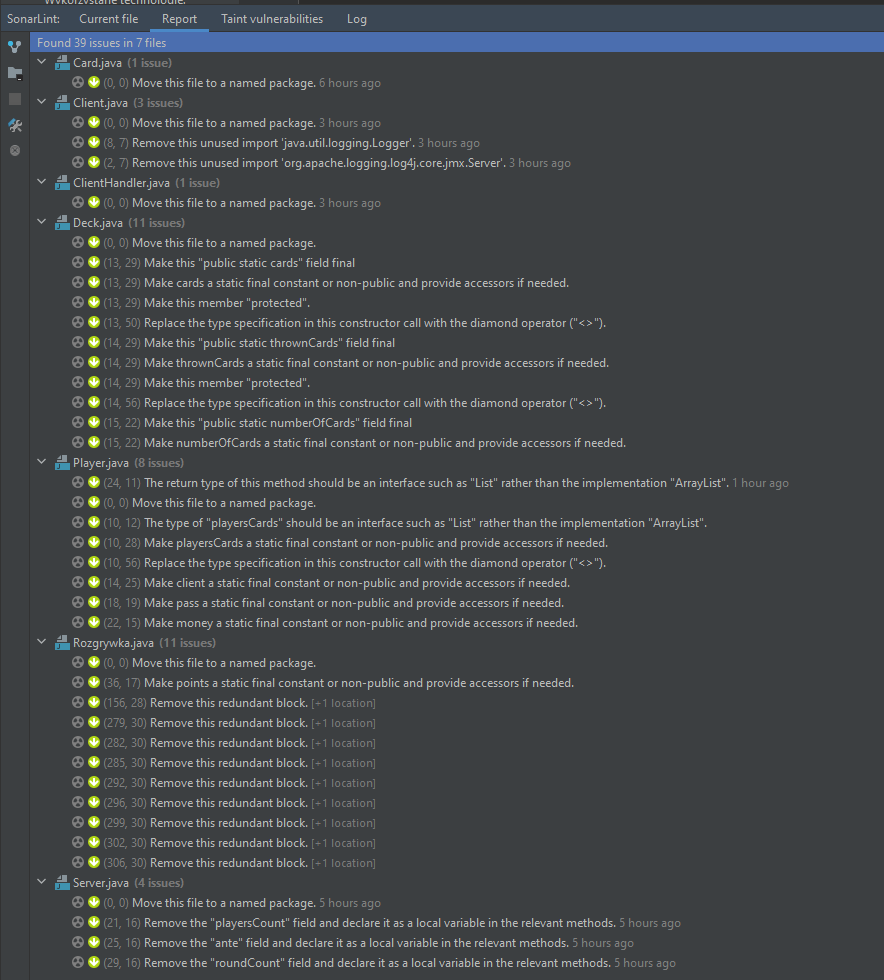 Wykorzystane technologie:
SonarLint: Current file Report Taint vulnerabilities Log
Found 39 issues in 7 files
Card.java (1 issue)
(0, 0) Move this file to a named package. 6 hours ago
Client.java (3 issues)
(0, 0) Move this file to a named package. 3 hours ago
(8, 7) Remove this unused import 'java.util.logging.Logger'. 3 hours ago
(2, 7) Remove this unused import 'org.apache.logging.log4j.core.jmx.Server'. 3 hours ago
ClientHandler.java (1 issue)
(0, 0) Move this file to a named package. 3 hours ago
Deck.java (11 issues)
(0, 0) Move this file to a named package.
(13, 29) Make this "public static cards" field final
(13, 29) Make cards a static final constant or non-public and provide accessors if needed.
(13, 29) Make this member "protected".
(13, 50) Replace the type specification in this constructor call with the diamond operator ("<>").
(14, 29) Make this "public static thrownCards" field final
(14, 29) Make thrownCards a static final constant or non-public and provide accessors if needed.
(14, 29) Make this member "protected".
(14, 56) Replace the type specification in this constructor call with the diamond operator ("<>").
(15, 22) Make this "public static numberOfCards" field final
(15, 22) Make numberOfCards a static final constant or non-public and provide accessors if needed.
Player.java (8 issues)
(24, 11) The return type of this method should be an interface such as "List" rather than the implementation "ArrayList". 1 hour ago
(0, 0) Move this file to a named package.
(10, 12) The type of "playersCards" should be an interface such as "List" rather than the implementation "ArrayList".
(10, 28) Make playersCards a static final constant or non-public and provide accessors if needed.
(10, 56) Replace the type specification in this constructor call with the diamond operator ("<>").
(14, 25) Make client a static final constant or non-public and provide accessors if needed.
(18, 19) Make pass a static final constant or non-public and provide accessors if needed.
(22, 15) Make money a static final constant or non-public and provide accessors if needed.
Rozgrywka.java (11 issues)
(0, 0) Move this file to a named package.
(36, 17) Make points a static final constant or non-public and provide accessors if needed.
(156, 28) Remove this redundant block. [+1 location]
(279, 30) Remove this redundant block. [+1 location]
(282, 30) Remove this redundant block. [+1 location]
(285, 30) Remove this redundant block. [+1 location]
(292, 30) Remove this redundant block. [+1 location]
(296, 30) Remove this redundant block. [+1 location]
(299, 30) Remove this redundant block. [+1 location]
(302, 30) Remove this redundant block. [+1 location]
(306, 30) Remove this redundant block. [+1 location]
Server.java (4 issues)
(0, 0) Move this file to a named package. 5 hours ago
(21, 16) Remove the "playersCount" field and declare it as a local variable in the relevant methods. 5 hours ago
(25, 16) Remove the "ante" field and declare it as a local variable in the relevant methods. 5 hours ago
(29, 16) Remove the "roundCount" field and declare it as a local variable in the relevant methods. 5 hours ago